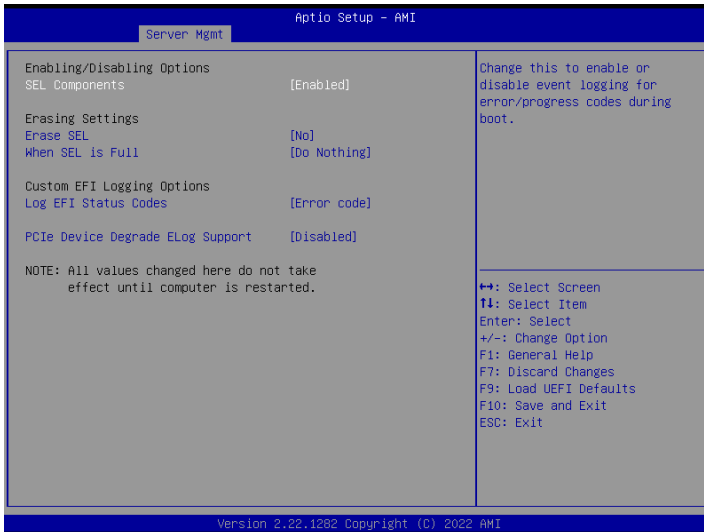 Aptio Setup – AMI
Server Mgmt
Enabling/Disabling Options
SEL Components [Enabled]
Erasing Settings
Erase SEL [No]
When SEL is Full [Do Nothing]
Custom EFI Logging Options
Log EFI Status Codes [Error code]
PCIe Device Degrade ELog Support [Disabled]
NOTE: All values changed here do not take
effect until computer is restarted.
Change this to enable or
disable event logging for
error/progress codes during
boot.
↔: Select Screen
↑↓: Select Item
Enter: Select
+/-: Change Option
F1: General Help
F7: Discard Changes
F9: Load UEFI Defaults
F10: Save and Exit
ESC: Exit
Version 2.22.1282 Copyright (C) 2022 AMI